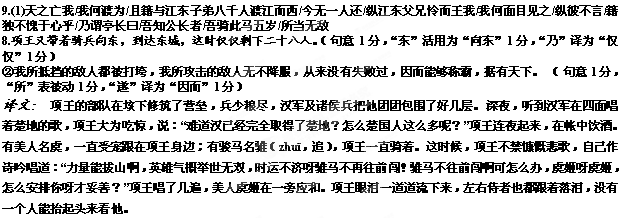 9.(1)天之亡我/我何渡为/且籍与江东子弟八千人渡江而西/今无一人还/纵江东父兄怜而王我/我何面目见之/纵彼不言/籍
独不愧于心乎/乃谓亭长曰/吾知公长者/吾骑此马五岁/所当无敌
8.项王又带着骑兵向东，到达东城，这时仅仅剩下二十八人。（句意 1分，“东”活用为“向东”1分，“乃”译为“仅
仅”1分）
②我所抵挡的敌人都被打垮，我所攻击的敌人无不降服，从来没有失败过，因而能够称霸，据有天下。（句意 1分，
“所”表被动 1分，“遂”译为“因而”1分）
译文：　项王的部队在垓下修筑了营垒，兵少粮尽，汉军及诸侯兵把他团团包围了好几层。深夜，听到汉军在四面唱
着楚地的歌，项王大为吃惊，说：“难道汉已经完全取得了楚地？怎么楚国人这么多呢？”项王连夜起来，在帐中饮酒。
有美人名虞，一直受宠跟在项王身边；有骏马名骓（zhuī，追），项王一直骑着。这时候，项王不禁慷慨悲歌，自己作
诗吟唱道：“力量能拔山啊，英雄气概举世无双，时运不济呀骓马不再往前闯！骓马不往前闯啊可怎么办，虞姬呀虞姬，
怎么安排你呀才妥善？”项王唱了几遍，美人虞姬在一旁应和。项王眼泪一道道流下来，左右侍者也都跟着落泪，没有
一个人能抬起头来看他。